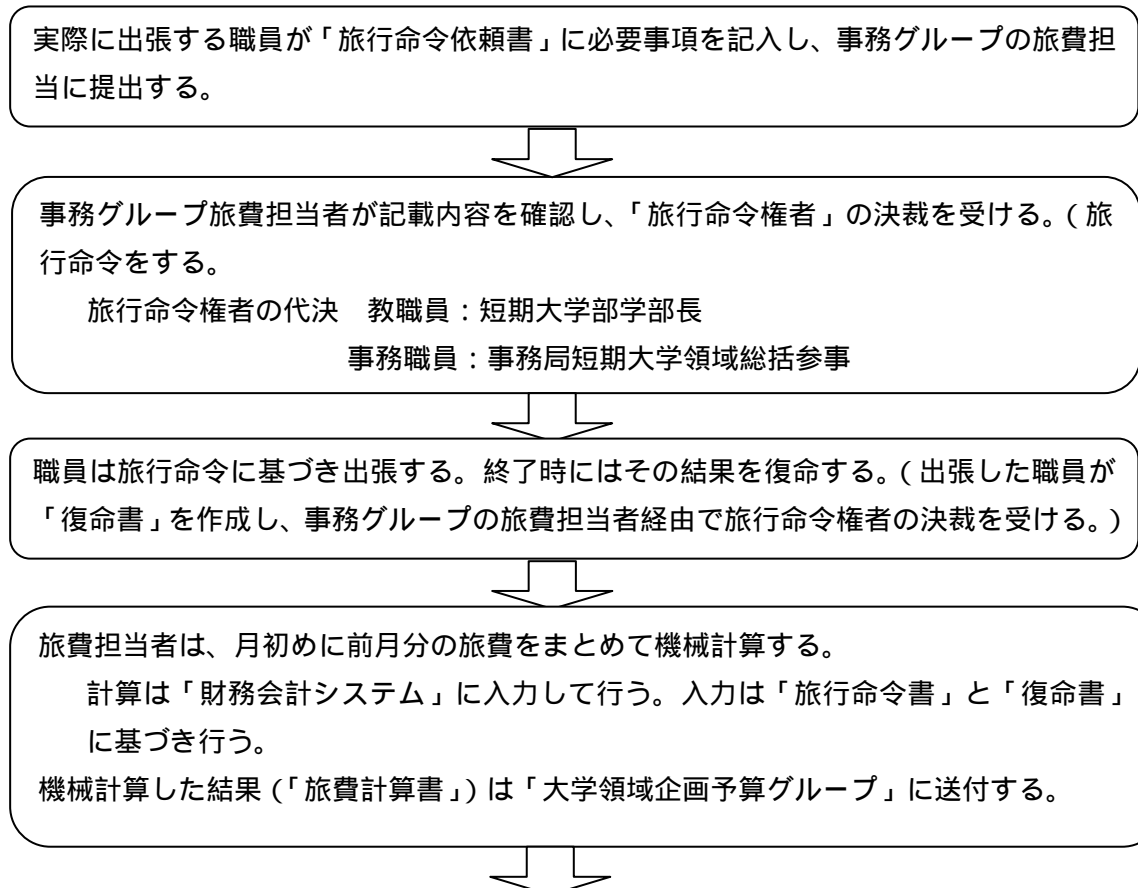 実際に出張する職員が「旅行命令依頼書」に必要事項を記入し、事務グループの旅費担
当に提出する。
事務グループ旅費担当者が記載内容を確認し、「旅行命令権者」の決裁を受ける。(旅
行命令をする。
旅行命令権者の代決　教職員：短期大学部学部長
事務職員：事務局短期大学領域総括参事
職員は旅行命令に基づき出張する。終了時にはその結果を復命する。(出張した職員が
「復命書」を作成し、事務グループの旅費担当者経由で旅行命令権者の決裁を受ける。)
旅費担当者は、月初めに前月分の旅費をまとめて機械計算する。
計算は「財務会計システム」に入力して行う。入力は「旅行命令書」と「復命書」
に基づき行う。
機械計算した結果(「旅費計算書」)は「大学領域企画予算グループ」に送付する。